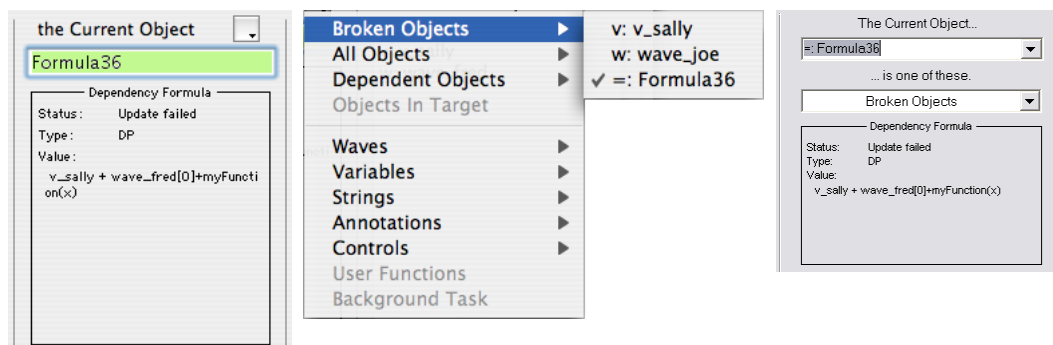 the Current Object
Formula36
Dependency Formula
Status: Update failed
Type: DP
Value:
v_sally + wave_fred[0]+myFuncti
on(x)
Broken Objects
All Objects
Dependent Objects
Objects In Target
Waves
Variables
Strings
Annotations
Controls
User Functions
Background Task
v: v_sally
w: wave_joe
✓ =: Formula36
The Current Object...
=: Formula36
... is one of these.
Broken Objects
Dependency Formula
Status: Update failed
Type: DP
Value:
v_sally + wave_fred[0]+myFunction(x)